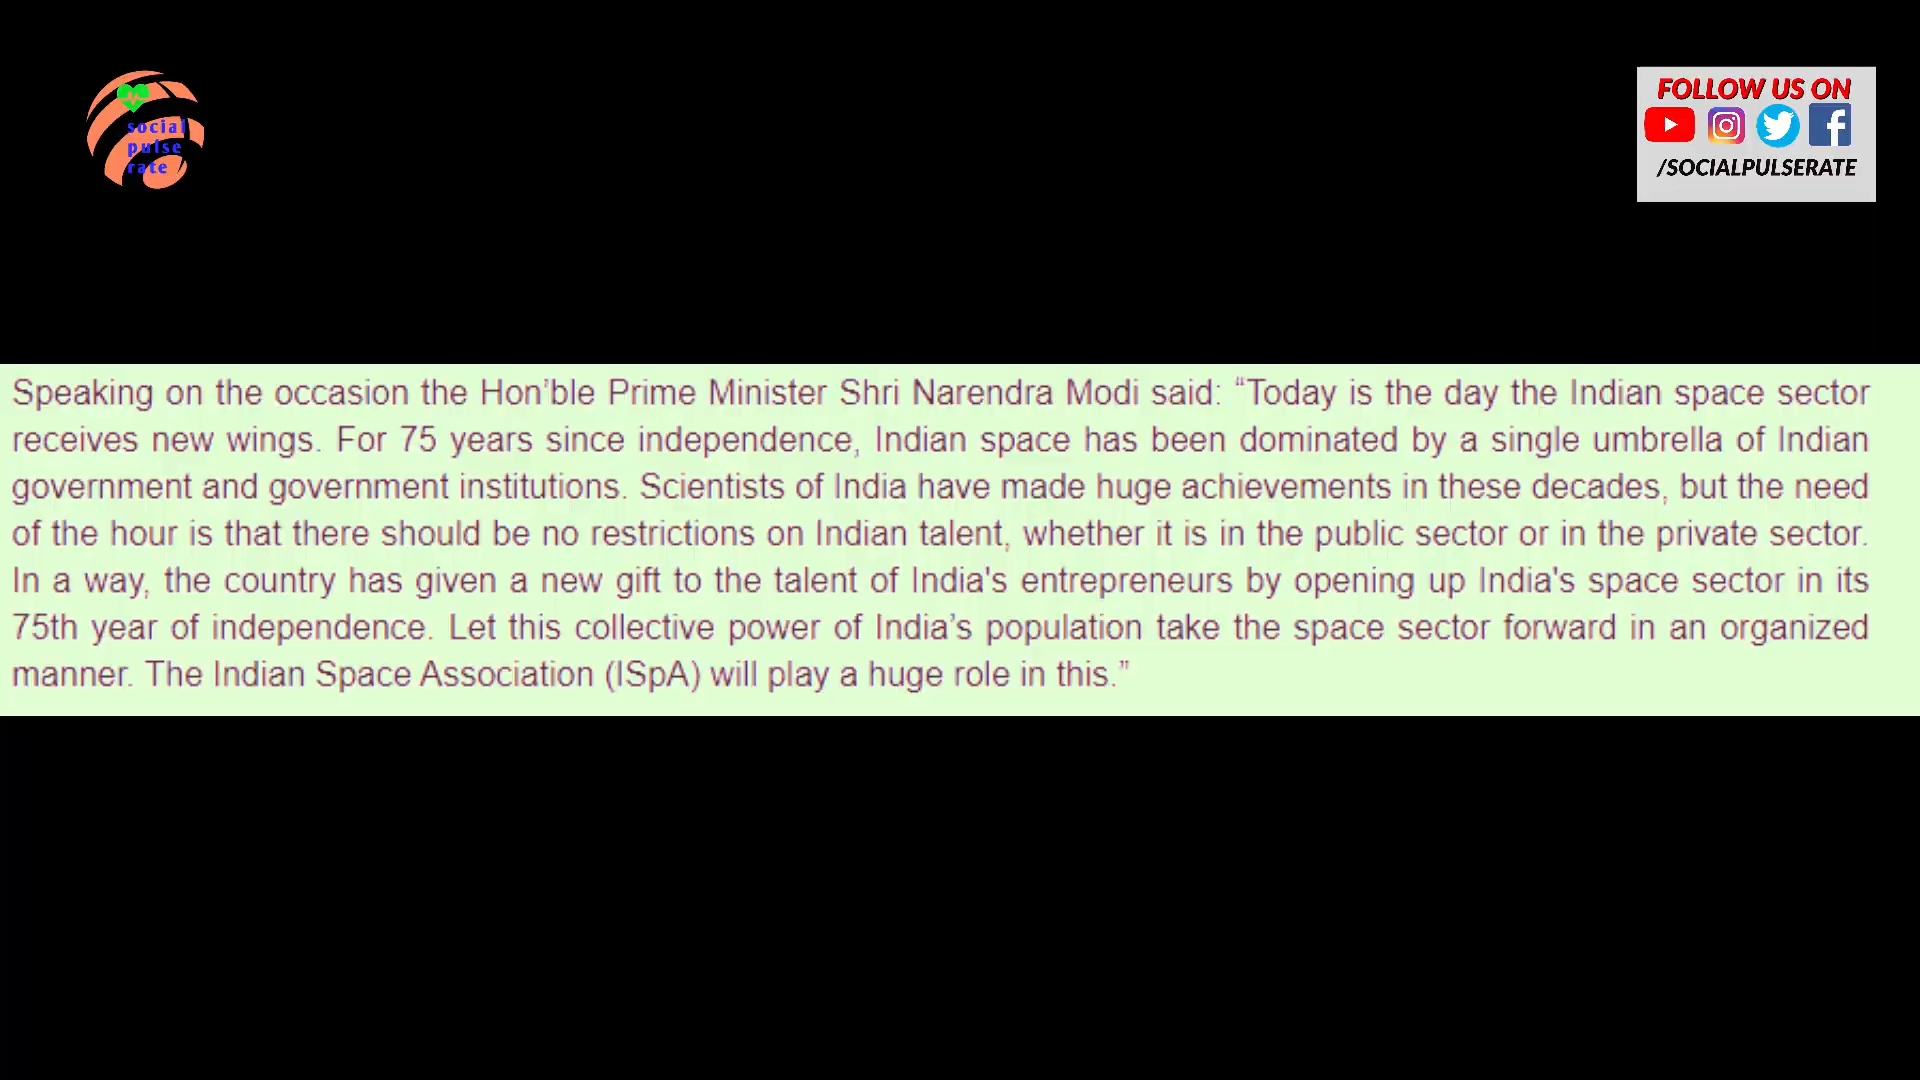 social
pulse
rate
FOLLOW US ON
/SOCIALPULSERATE
Speaking on the occasion the Hon’ble Prime Minister Shri Narendra Modi said: “Today is the day the Indian space sector
receives new wings. For 75 years since independence, Indian space has been dominated by a single umbrella of Indian
government and government institutions. Scientists of India have made huge achievements in these decades, but the need
of the hour is that there should be no restrictions on Indian talent, whether it is in the public sector or in the private sector.
In a way, the country has given a new gift to the talent of India's entrepreneurs by opening up India's space sector in its
75th year of independence. Let this collective power of India’s population take the space sector forward in an organized
manner. The Indian Space Association (ISpA) will play a huge role in this.”